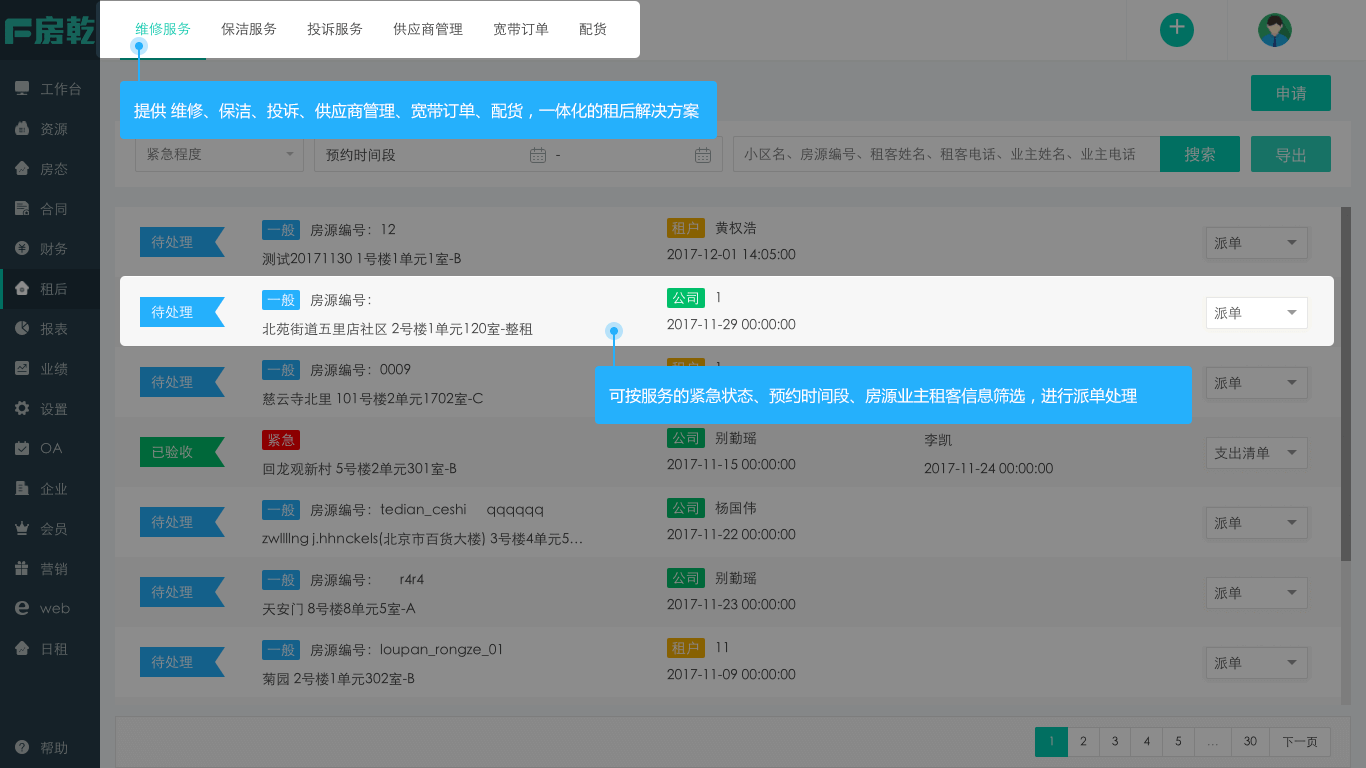 房乾
维修服务 保洁服务 投诉服务 供应商管理 宽带订单 配货
提供 维修、保洁、投诉、供应商管理、宽带订单、配货，一体化的租后解决方案
申请
紧急程度 预约时间段 - 小区名、房源编号、租客姓名、租客电话、业主姓名、业主电话 搜索 导出
工作台
资源
房态
合同
财务
租后
报表
业绩
设置
OA
企业
会员
营销
web
日租
帮助
待处理 一般 房源编号：12 租户 黄权浩 派单
测试20171130 1号楼1单元1室-B 2017-12-01 14:05:00
待处理 一般 房源编号： 公司 1 派单
北苑街道五里店社区 2号楼1单元120室-整租 2017-11-29 00:00:00
待处理 一般 房源编号：0009 租户 1 派单
慈云寺北里 101号楼2单元1702室-C
可按服务的紧急状态、预约时间段、房源业主租客信息筛选，进行派单处理
已验收 紧急 公司 别勤瑶 李凯 支出清单
回龙观新村 5号楼2单元301室-B 2017-11-15 00:00:00 2017-11-24 00:00:00
待处理 一般 房源编号：tedian_ceshi qqqqqq 公司 杨国伟 派单
zwllllng j.hhnckels(北京市百货大楼) 3号楼4单元5... 2017-11-22 00:00:00
待处理 一般 房源编号： r4r4 公司 别勤瑶 派单
天安门 8号楼8单元5室-A 2017-11-23 00:00:00
待处理 一般 房源编号：loupan_rongze_01 租户 11 派单
菊园 2号楼1单元302室-B 2017-11-09 00:00:00
1 2 3 4 5 ... 30 下一页